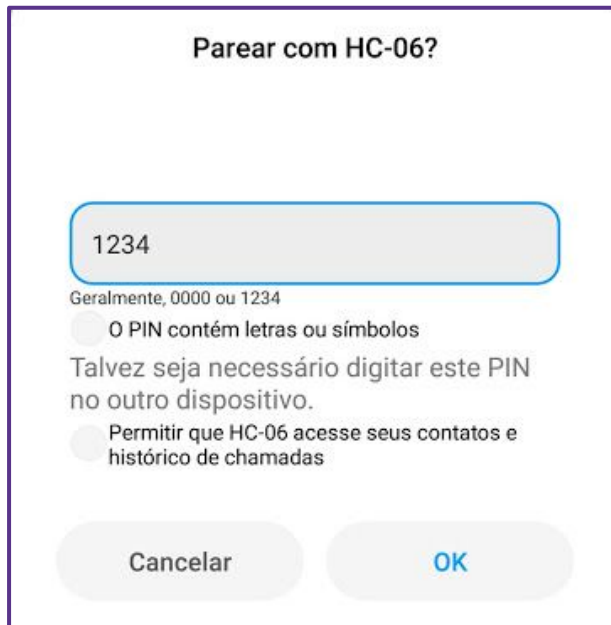 Parear com HC-06?
1234
Geralmente, 0000 ou 1234
O PIN contém letras ou símbolos
Talvez seja necessário digitar este PIN
no outro dispositivo.
Permitir que HC-06 acesse seus contatos e
histórico de chamadas
Cancelar
OK